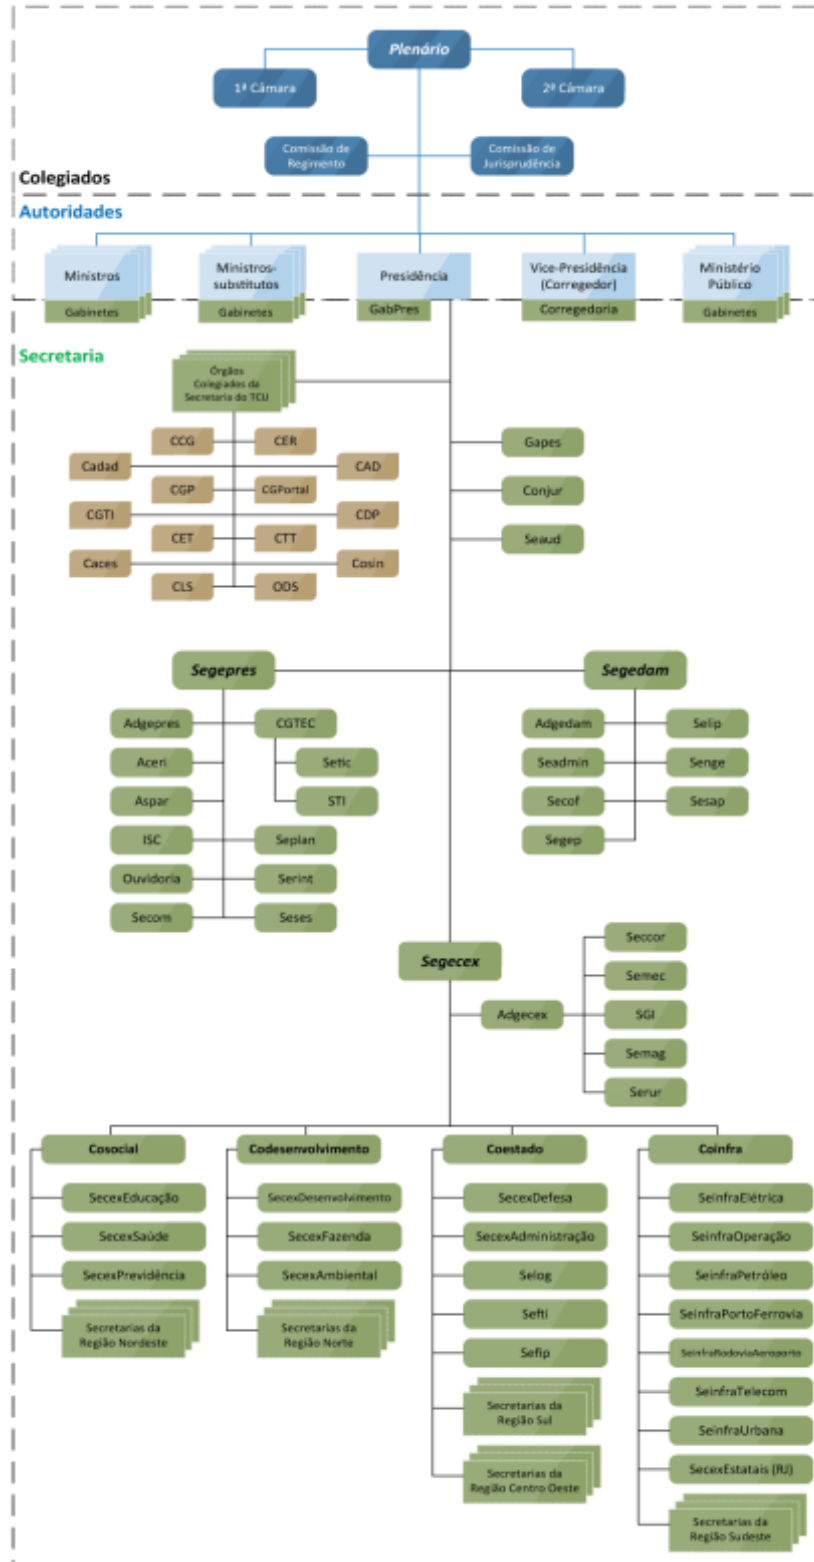 Plenário
1ª Câmara
2ª Câmara
Comissão de
Regimento
Comissão de
Jurisprudência
Colegiados
Autoridades
Ministros
Gabinetes
Ministros-
substitutos
Gabinetes
Presidência
GabPres
Vice-Presidência
(Corregedor)
Corregedoria
Ministério
Público
Gabinetes
Secretaria
Órgãos
Colegiados da
Secretaria do TCU
CCG
CER
Cadad
CAD
CGP
CGPortal
CGTI
CDP
CET
CTT
Caces
Cosin
CLS
ODS
Gapes
Conjur
Seaud
Segepres
Segedam
Adgepres
CGTEC
Aceri
Setic
Aspar
STI
ISC
Seplan
Ouvidoria
Serint
Secom
Seses
Adgedam
Selip
Seadmin
Senge
Secof
Sesap
Segep
Segecex
Adgecex
Seccor
Semec
SGI
Semag
Serur
Cosocial
SecexEducação
SecexSaúde
SecexPrevidência
Secretarias da
Região Nordeste
Codesenvolvimento
SecexDesenvolvimento
SecexFazenda
SecexAmbiental
Secretarias da
Região Norte
Coestado
SecexDefesa
SecexAdministração
Selog
Sefti
Sefip
Secretarias da
Região Sul
Secretarias da
Região Centro Oeste
Coinfra
SeinfraElétrica
SeinfraOperação
SeinfraPetróleo
SeinfraPortoFerrovia
SeinfraRodoviaAeroporto
SeinfraTelecom
SeinfraUrbana
SecexEstatais (RJ)
Secretarias da
Região Sudeste